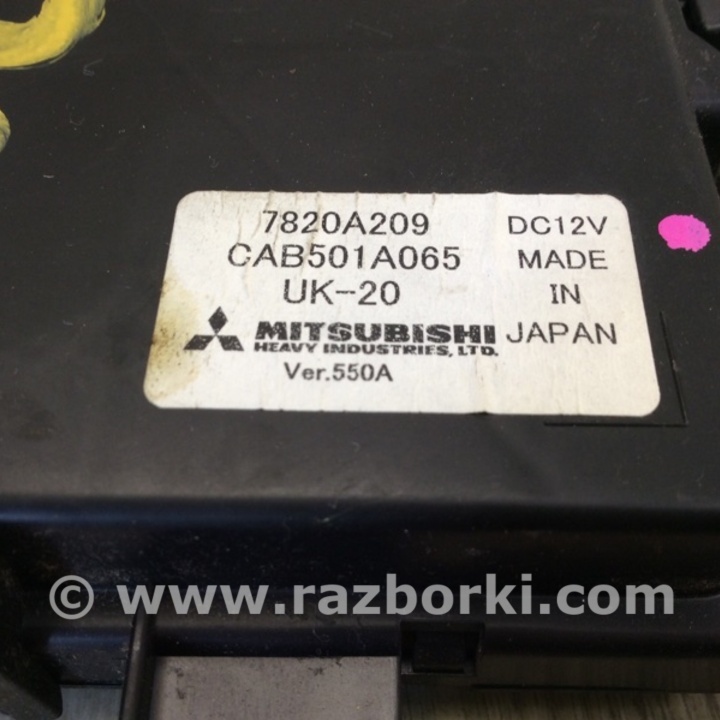 7820A209 DC12V
CAB501A065 MADE
UK-20 IN
MITSUBISHI JAPAN
HEAVY INDUSTRIES, LTD.
Ver.550A
© www.razborki.com